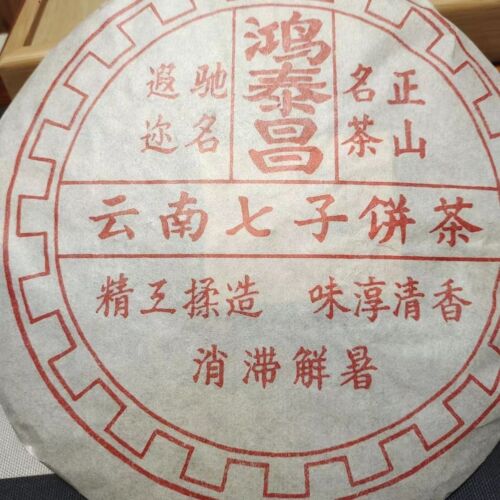 鸿泰昌
正山
名茶
驰名
遐迩
云南七子饼茶
精工揉造 味淳清香
消滞解暑